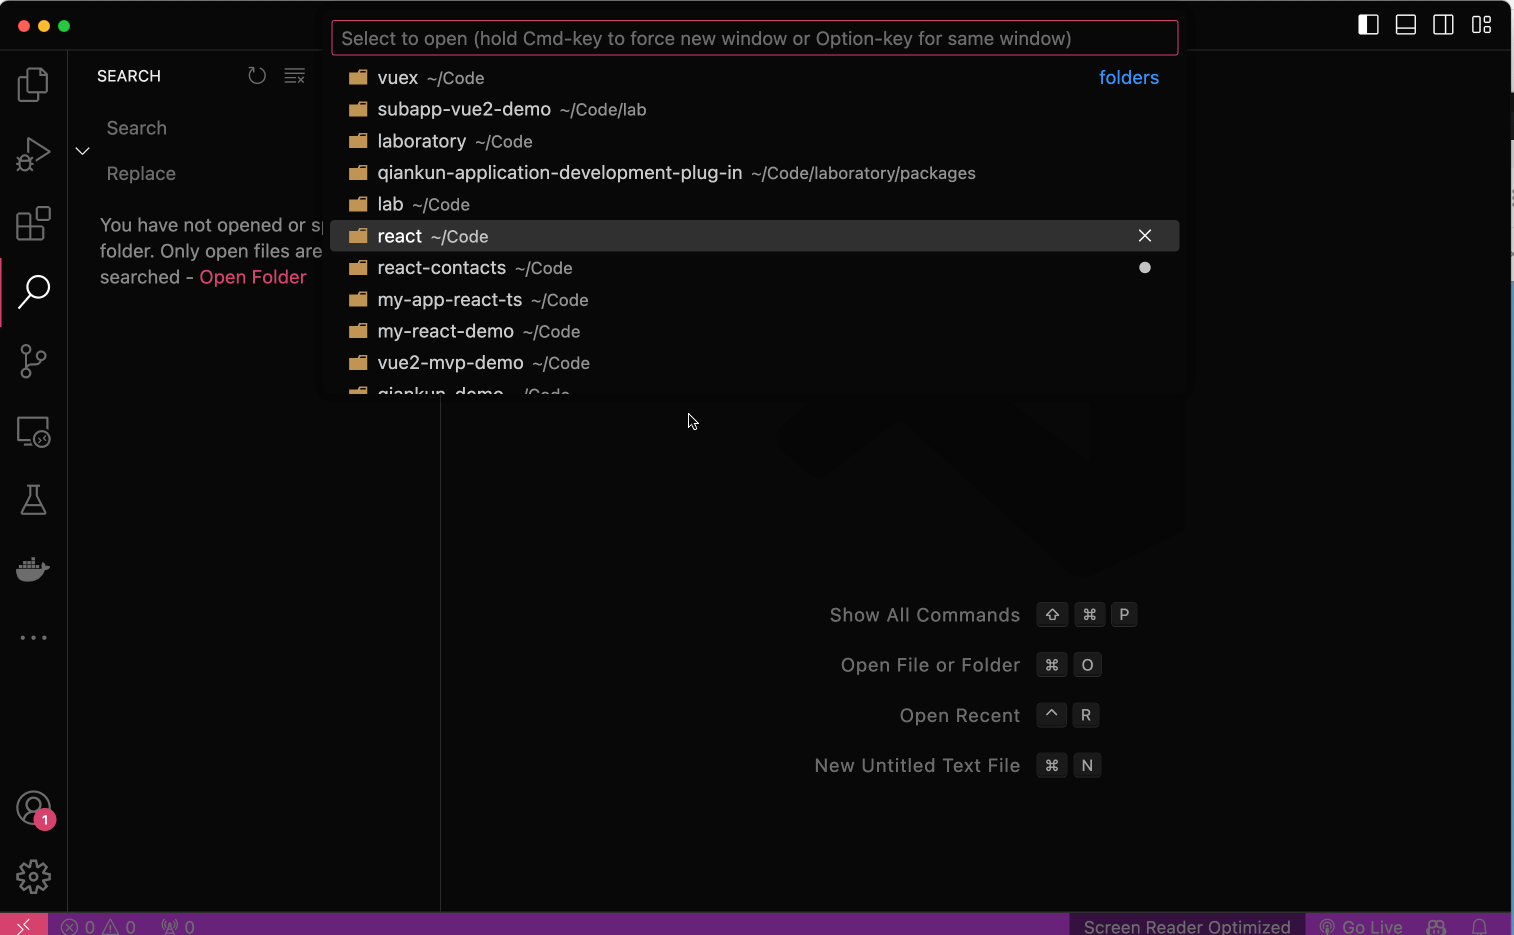 Select to open (hold Cmd-key to force new window or Option-key for same window)
vuex ~/Code folders
subapp-vue2-demo ~/Code/lab
laboratory ~/Code
qiankun-application-development-plug-in ~/Code/laboratory/packages
lab ~/Code
react ~/Code
react-contacts ~/Code
my-app-react-ts ~/Code
my-react-demo ~/Code
vue2-mvp-demo ~/Code
qiankun-demo ~/Code
SEARCH
Search
Replace
You have not opened or s
folder. Only open files are
searched - Open Folder
Show All Commands ⇧ ⌘ P
Open File or Folder ⌘ O
Open Recent ^ R
New Untitled Text File ⌘ N
1
0 0 0 Screen Reader Optimized Go Live